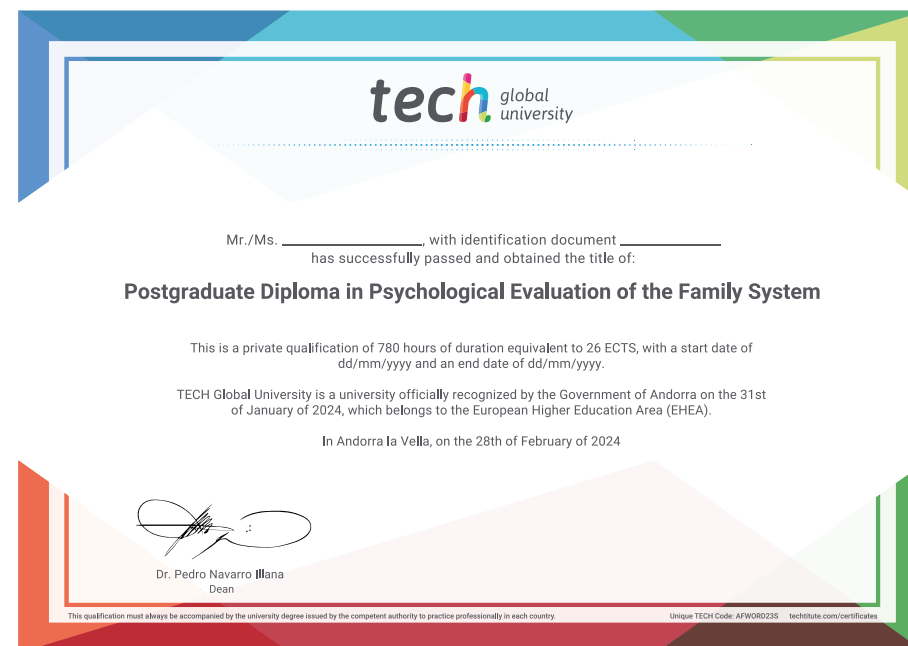 tech global
university
Mr./Ms. ____________, with identification document ____________
has successfully passed and obtained the title of:
Postgraduate Diploma in Psychological Evaluation of the Family System
This is a private qualification of 780 hours of duration equivalent to 26 ECTS, with a start date of
dd/mm/yyyy and an end date of dd/mm/yyyy.
TECH Global University is a university officially recognized by the Government of Andorra on the 31st
of January of 2024, which belongs to the European Higher Education Area (EHEA).
In Andorra la Vella, on the 28th of February of 2024
Dr. Pedro Navarro Illana
Dean
This qualification must always be accompanied by the university degree issued by the competent authority to practice professionally in each country. Unique TECH Code: AFWORD23S techtitute.com/certificates